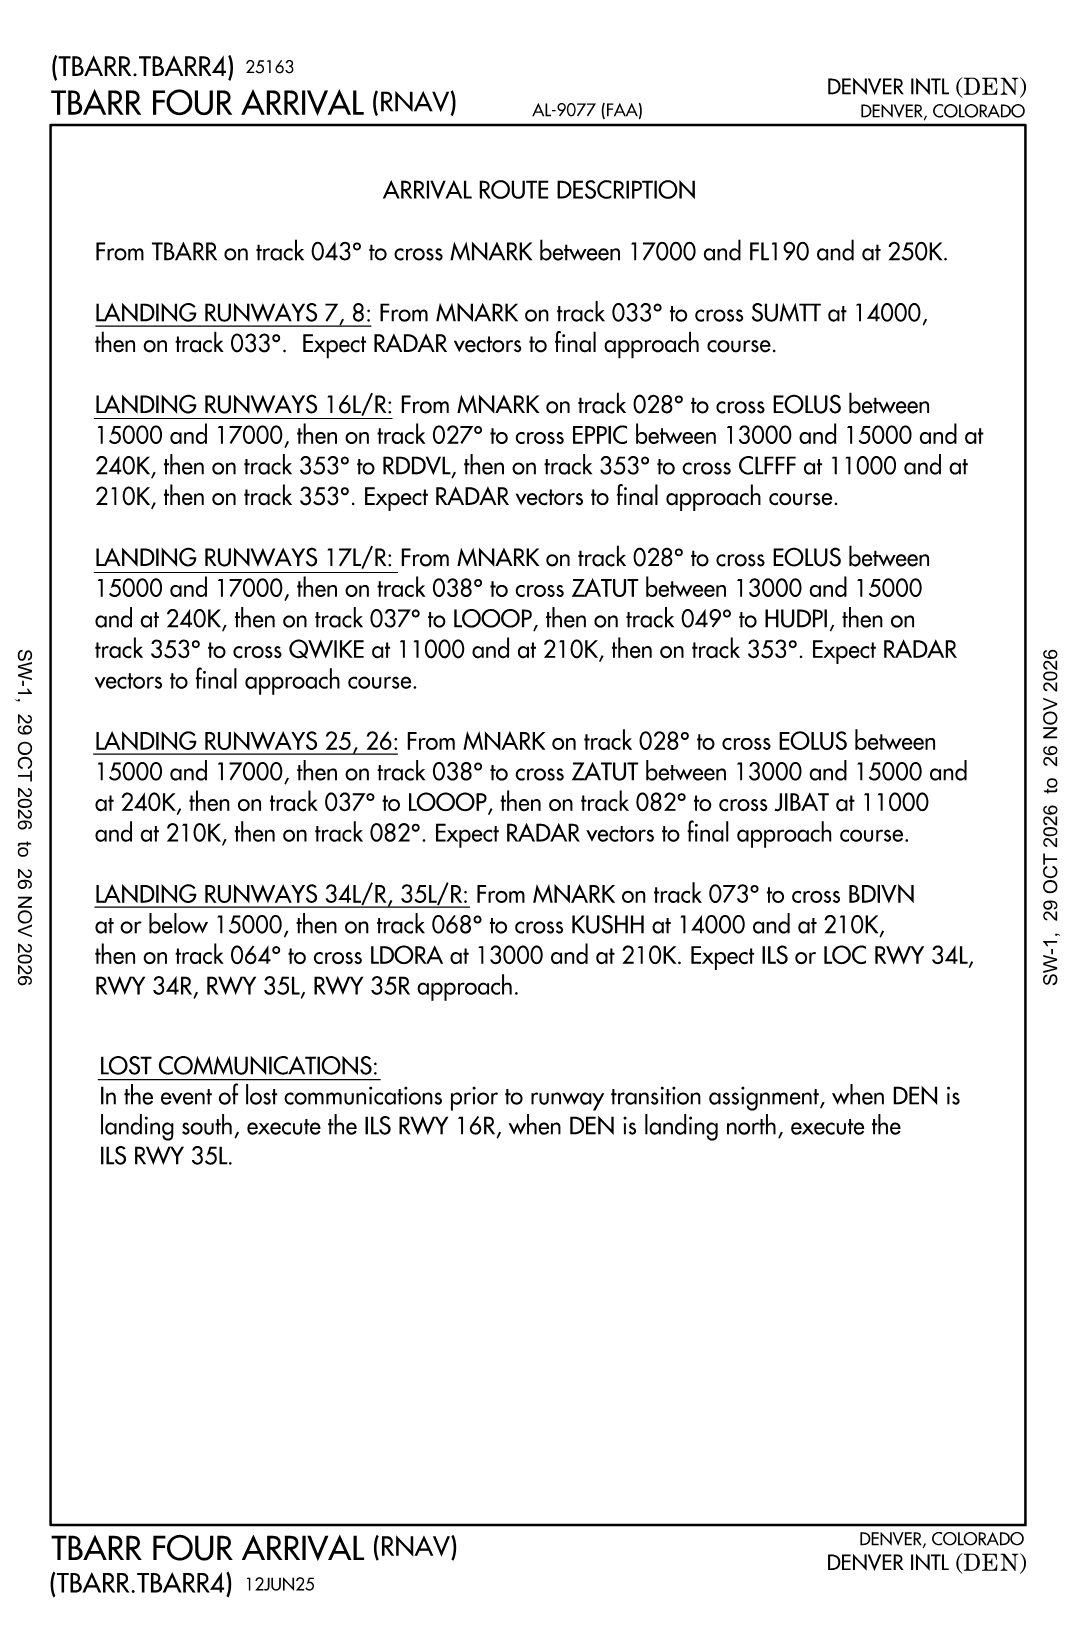 (TBARR.TBARR4) 25163
TBARR FOUR ARRIVAL (RNAV)
AL-9077 (FAA)
DENVER INTL (DEN)
DENVER, COLORADO
ARRIVAL ROUTE DESCRIPTION
From TBARR on track 043° to cross MNARK between 17000 and FL190 and at 250K.
LANDING RUNWAYS 7, 8: From MNARK on track 033° to cross SUMTT at 14000,
then on track 033°. Expect RADAR vectors to final approach course.
LANDING RUNWAYS 16L/R: From MNARK on track 028° to cross EOLUS between
15000 and 17000, then on track 027° to cross EPPIC between 13000 and 15000 and at
240K, then on track 353° to RDDVL, then on track 353° to cross CLFFF at 11000 and at
210K, then on track 353°. Expect RADAR vectors to final approach course.
LANDING RUNWAYS 17L/R: From MNARK on track 028° to cross EOLUS between
15000 and 17000, then on track 038° to cross ZATUT between 13000 and 15000
and at 240K, then on track 037° to LOOOP, then on track 049° to HUDPI, then on
track 353° to cross QWIKE at 11000 and at 210K, then on track 353°. Expect RADAR
vectors to final approach course.
LANDING RUNWAYS 25, 26: From MNARK on track 028° to cross EOLUS between
15000 and 17000, then on track 038° to cross ZATUT between 13000 and 15000 and
at 240K, then on track 037° to LOOOP, then on track 082° to cross JIBAT at 11000
and at 210K, then on track 082°. Expect RADAR vectors to final approach course.
LANDING RUNWAYS 34L/R, 35L/R: From MNARK on track 073° to cross BDIVN
at or below 15000, then on track 068° to cross KUSHH at 14000 and at 210K,
then on track 064° to cross LDORA at 13000 and at 210K. Expect ILS or LOC RWY 34L,
RWY 34R, RWY 35L, RWY 35R approach.
LOST COMMUNICATIONS:
In the event of lost communications prior to runway transition assignment, when DEN is
landing south, execute the ILS RWY 16R, when DEN is landing north, execute the
ILS RWY 35L.
SW-1, 29 OCT 2026 to 26 NOV 2026
SW-1, 29 OCT 2026 to 26 NOV 2026
TBARR FOUR ARRIVAL (RNAV)
(TBARR.TBARR4) 12JUN25
DENVER, COLORADO
DENVER INTL (DEN)